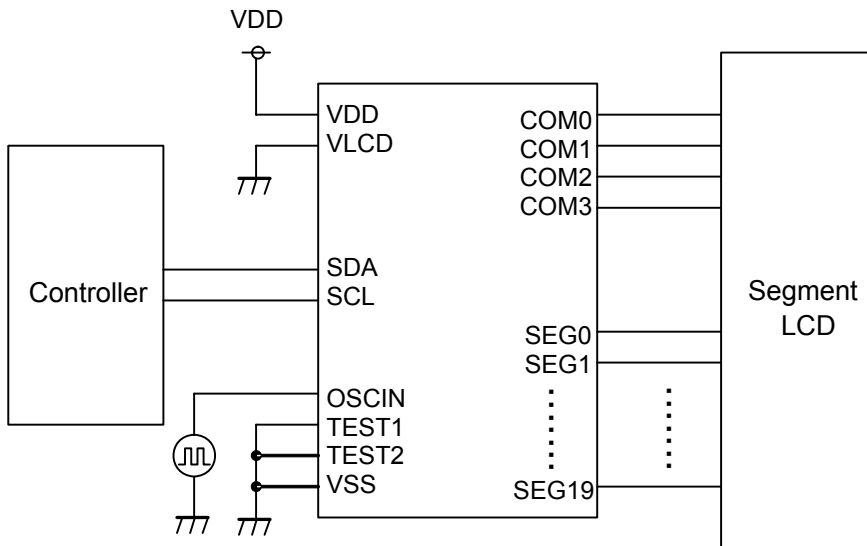 VDD
VDD
VLCD
SDA
SCL
OSCIN
TEST1
TEST2
VSS
COM0
COM1
COM2
COM3
SEG0
SEG1
SEG19
Controller
Segment
LCD